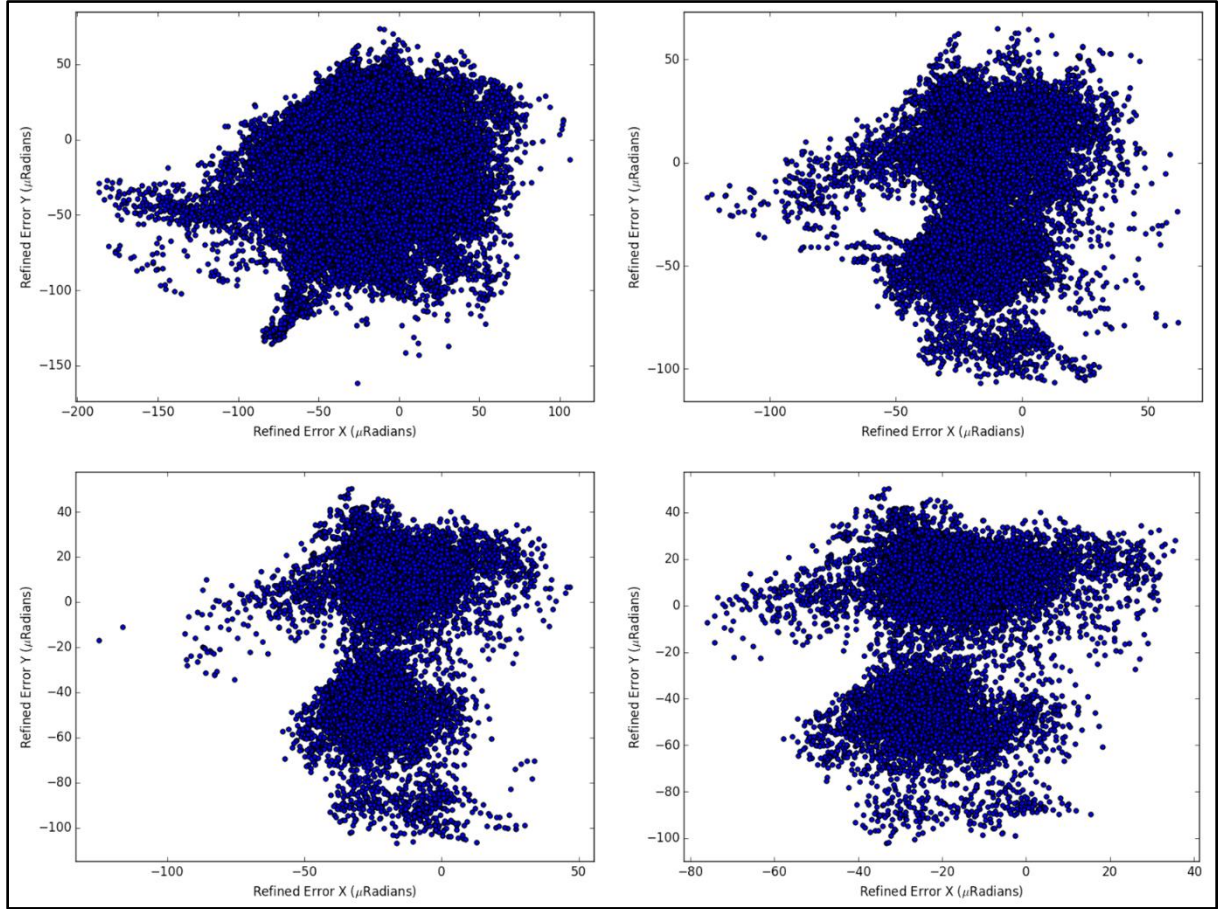 50
0
−50
−100
−150
Refined Error Y (μRadians)
−200 −150 −100 −50 0 50 100
Refined Error X (μRadians)
50
0
−50
−100
Refined Error Y (μRadians)
−100 −50 0 50
Refined Error X (μRadians)
40
20
0
−20
−40
−60
−80
−100
Refined Error Y (μRadians)
−100 −50 0 50
Refined Error X (μRadians)
40
20
0
−20
−40
−60
−80
−100
Refined Error Y (μRadians)
−80 −60 −40 −20 0 20 40
Refined Error X (μRadians)